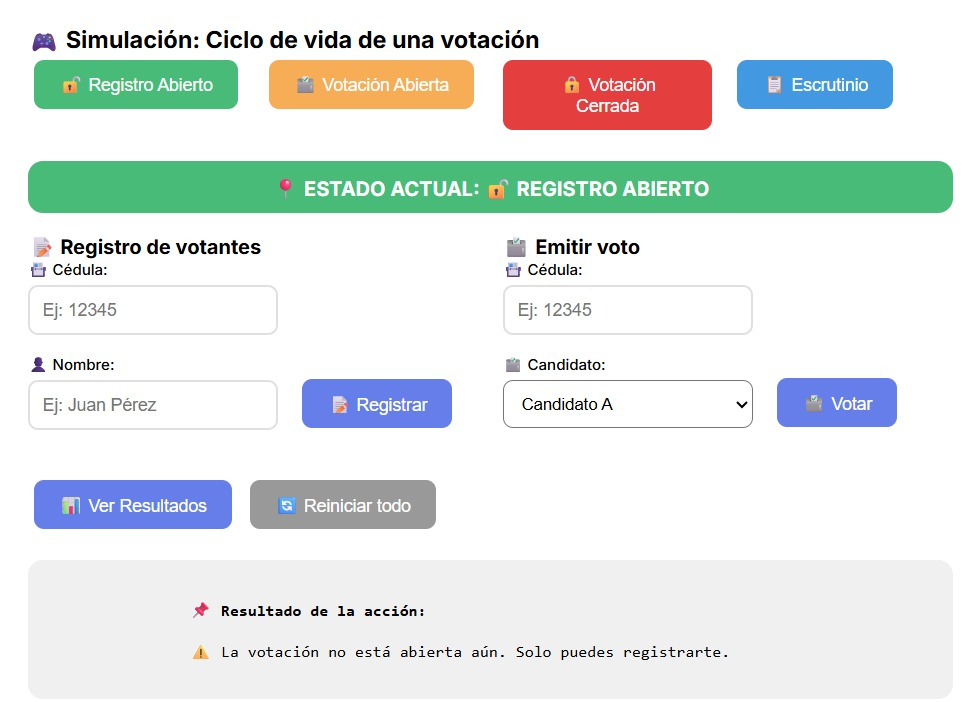 🎮 Simulación: Ciclo de vida de una votación
🔓 Registro Abierto
🗳️ Votación Abierta
🔒 Votación
Cerrada
📋 Escrutinio
📍 ESTADO ACTUAL: 🔓 REGISTRO ABIERTO
📝 Registro de votantes
📇 Cédula:
Ej: 12345
👤 Nombre:
Ej: Juan Pérez
📝 Registrar
🗳️ Emitir voto
📇 Cédula:
Ej: 12345
🗳️ Candidato:
Candidato A
🗳️ Votar
📊 Ver Resultados
🔄 Reiniciar todo
📌 Resultado de la acción:
⚠️ La votación no está abierta aún. Solo puedes registrarte.